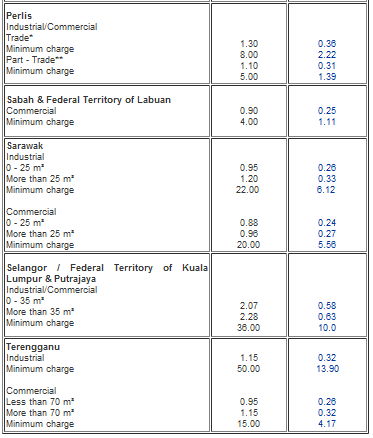 Perlis
Industrial/Commercial
Trade*
Minimum charge
Part - Trade**
Minimum charge
1.30
8.00
1.10
5.00
0.36
2.22
0.31
1.39
Sabah & Federal Territory of Labuan
Commercial 0.90 0.25
Minimum charge 4.00 1.11
Sarawak
Industrial
0 - 25 m³ 0.95 0.26
More than 25 m³ 1.20 0.33
Minimum charge 22.00 6.12
Commercial
0 - 25 m³ 0.88 0.24
More than 25 m³ 0.96 0.27
Minimum charge 20.00 5.56
Selangor / Federal Territory of Kuala
Lumpur & Putrajaya
Industrial/Commercial
0 - 35 m³ 2.07 0.58
More than 35 m³ 2.28 0.63
Minimum charge 36.00 10.0
Terengganu
Industrial 1.15 0.32
Minimum charge 50.00 13.90
Commercial
Less than 70 m³ 0.95 0.26
More than 70 m³ 1.15 0.32
Minimum charge 15.00 4.17